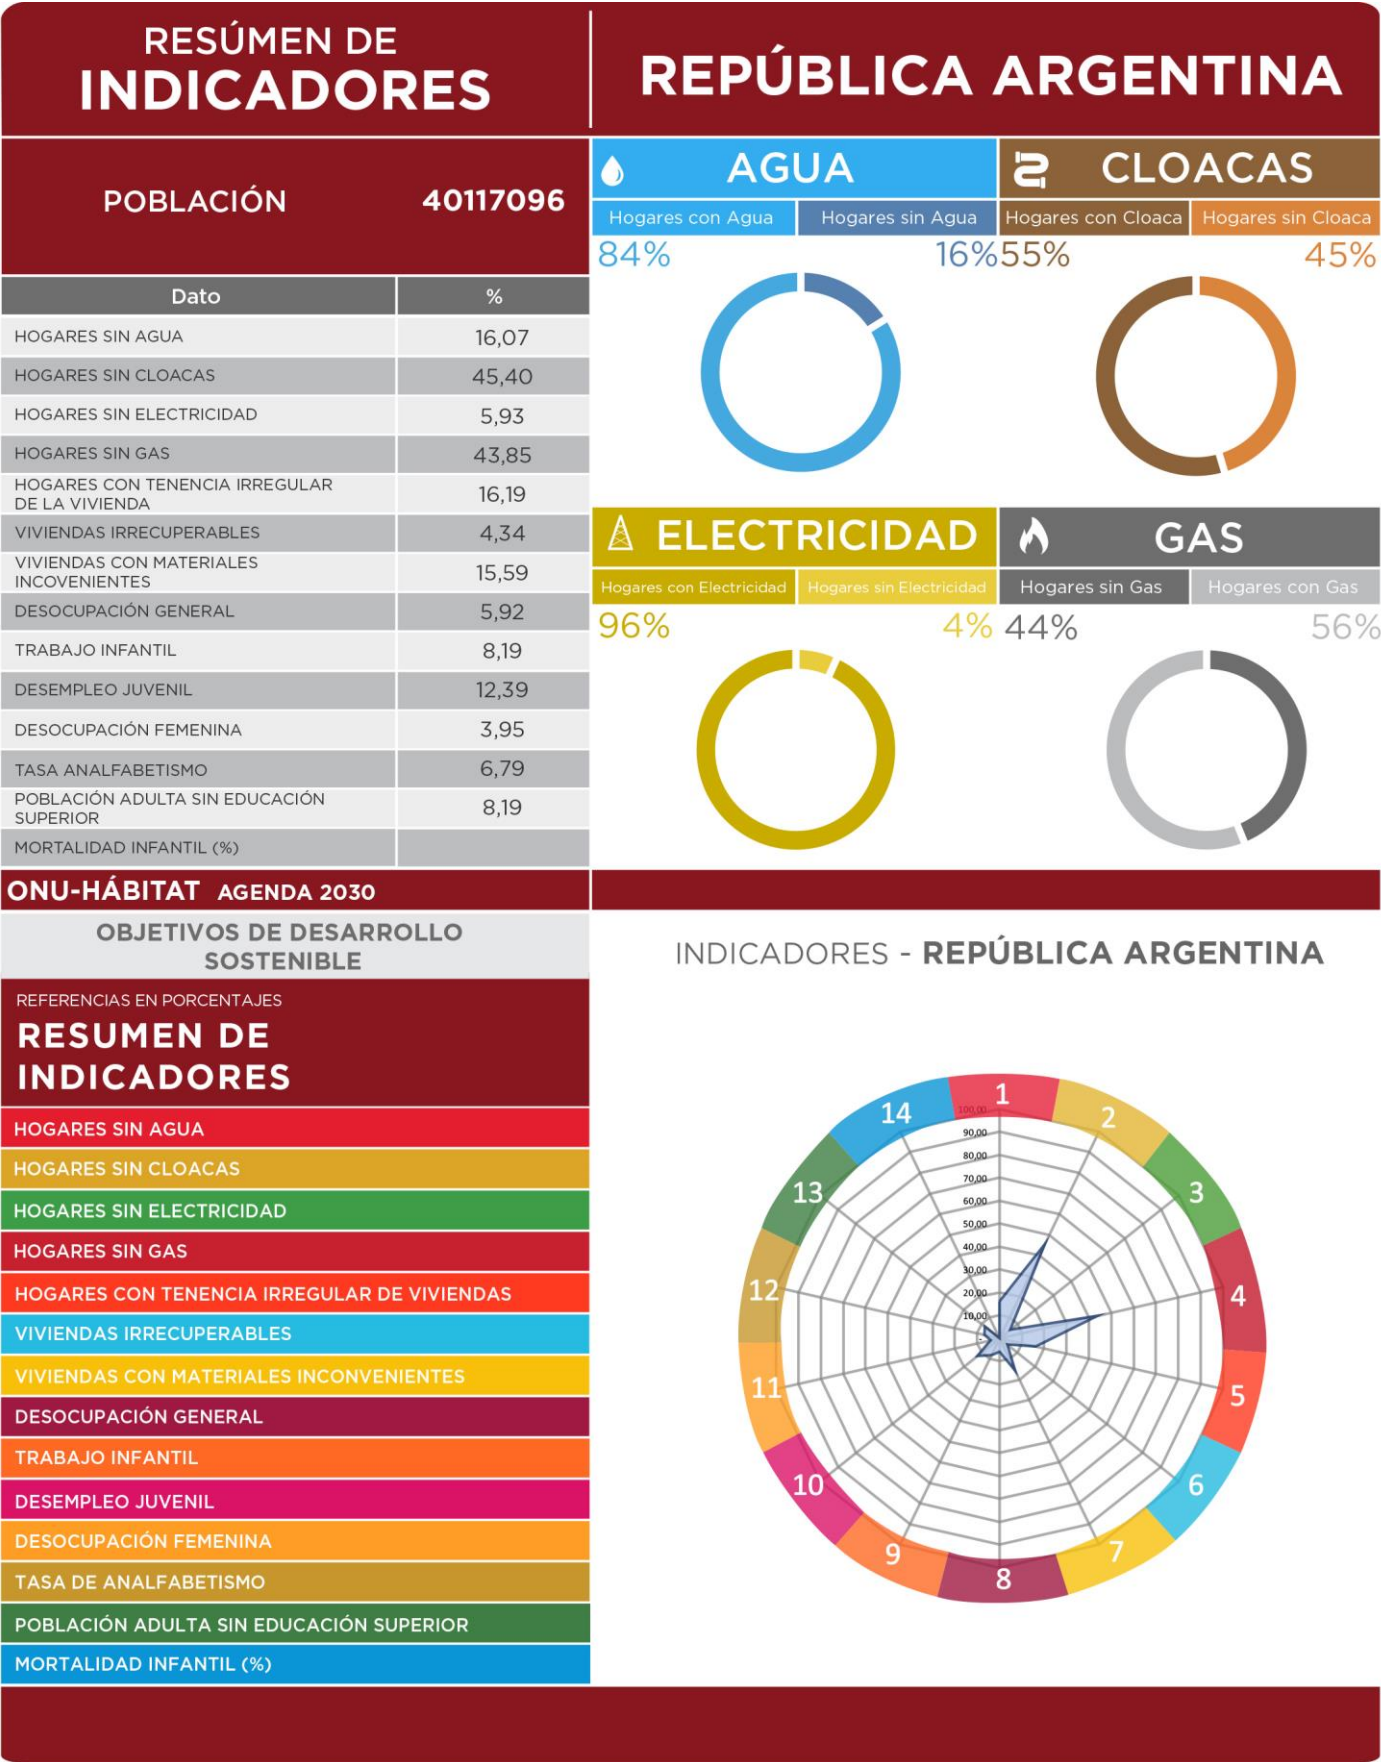 RESÚMEN DE
INDICADORES
REPÚBLICA ARGENTINA
POBLACIÓN 40117096
Dato %
HOGARES SIN AGUA 16,07
HOGARES SIN CLOACAS 45,40
HOGARES SIN ELECTRICIDAD 5,93
HOGARES SIN GAS 43,85
HOGARES CON TENENCIA IRREGULAR
DE LA VIVIENDA 16,19
VIVIENDAS IRRECUPERABLES 4,34
VIVIENDAS CON MATERIALES
INCOVENIENTES 15,59
DESOCUPACIÓN GENERAL 5,92
TRABAJO INFANTIL 8,19
DESEMPLEO JUVENIL 12,39
DESOCUPACIÓN FEMENINA 3,95
TASA ANALFABETISMO 6,79
POBLACIÓN ADULTA SIN EDUCACIÓN
SUPERIOR 8,19
MORTALIDAD INFANTIL (%)
AGUA
Hogares con Agua Hogares sin Agua
84% 16%
CLOACAS
Hogares con Cloaca Hogares sin Cloaca
55% 45%
ELECTRICIDAD
Hogares con Electricidad Hogares sin Electricidad
96% 4%
GAS
Hogares sin Gas Hogares con Gas
44% 56%
ONU-HÁBITAT AGENDA 2030
OBJETIVOS DE DESARROLLO
SOSTENIBLE
REFERENCIAS EN PORCENTAJES
RESUMEN DE
INDICADORES
HOGARES SIN AGUA
HOGARES SIN CLOACAS
HOGARES SIN ELECTRICIDAD
HOGARES SIN GAS
HOGARES CON TENENCIA IRREGULAR DE VIVIENDAS
VIVIENDAS IRRECUPERABLES
VIVIENDAS CON MATERIALES INCONVENIENTES
DESOCUPACIÓN GENERAL
TRABAJO INFANTIL
DESEMPLEO JUVENIL
DESOCUPACIÓN FEMENINA
TASA DE ANALFABETISMO
POBLACIÓN ADULTA SIN EDUCACIÓN SUPERIOR
MORTALIDAD INFANTIL (%)
INDICADORES - REPÚBLICA ARGENTINA
1
2
3
4
5
6
7
8
9
10
11
12
13
14
100,00
90,00
80,00
70,00
60,00
50,00
40,00
30,00
20,00
10,00
-